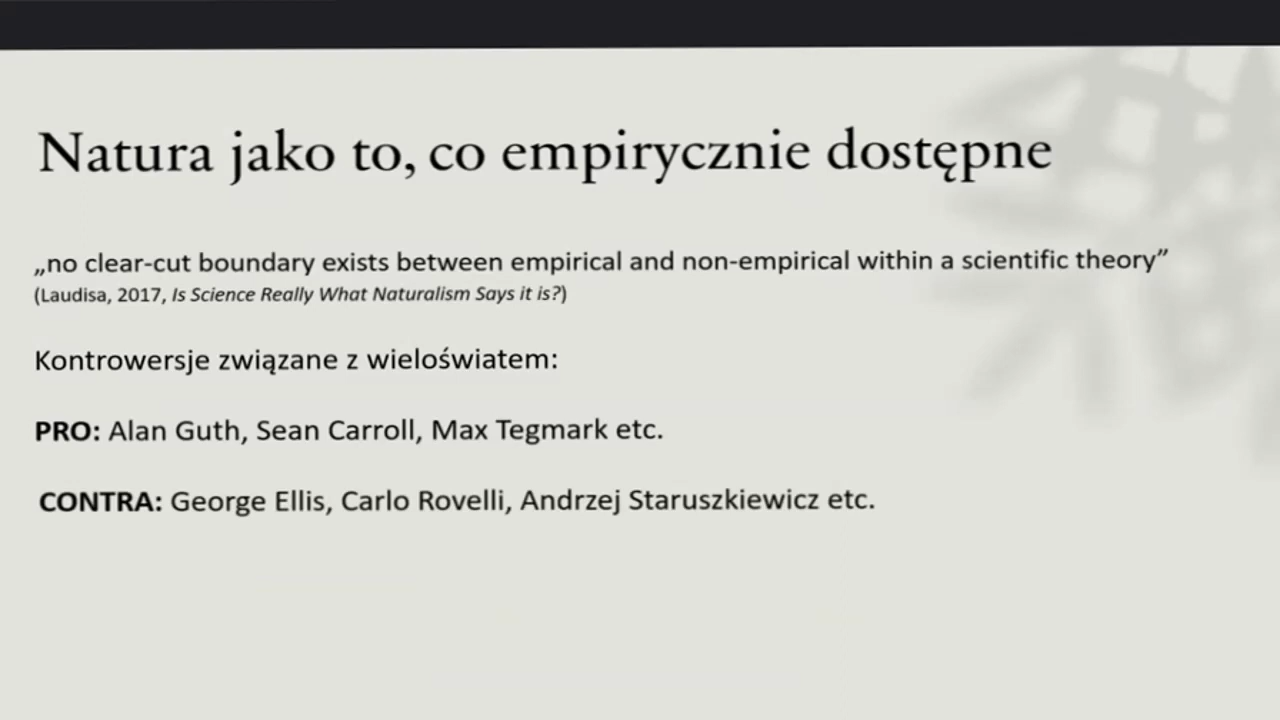 Natura jako to, co empirycznie dostępne
„no clear-cut boundary exists between empirical and non-empirical within a scientific theory”
(Laudisa, 2017, Is Science Really What Naturalism Says it is?)
Kontrowersje związane z wieloświatem:
PRO: Alan Guth, Sean Carroll, Max Tegmark etc.
CONTRA: George Ellis, Carlo Rovelli, Andrzej Staruszkiewicz etc.